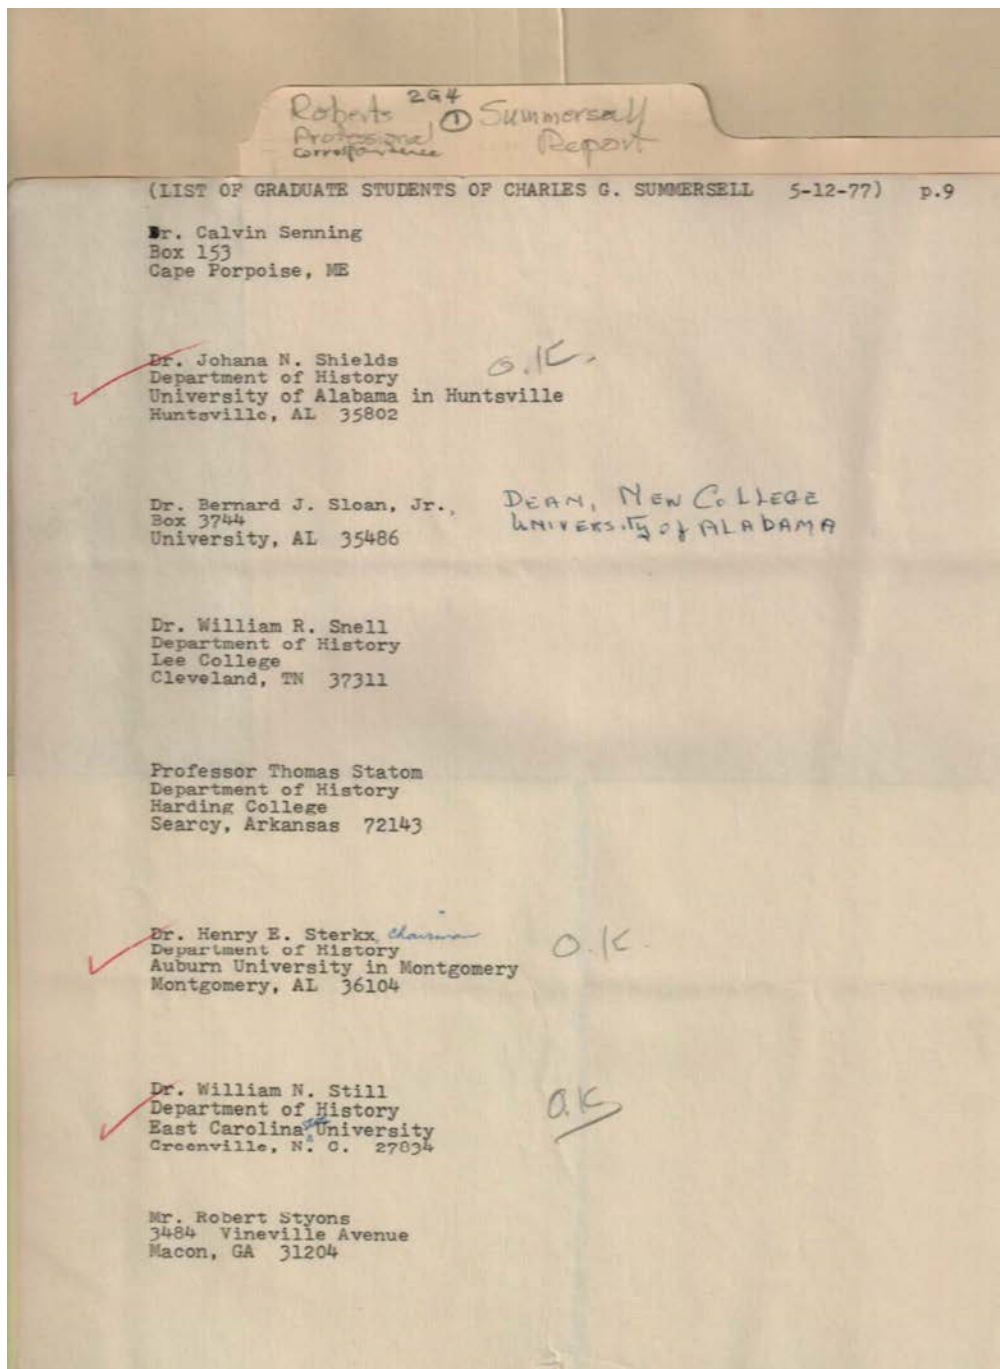 2G4
Roberts ① Summersell
Professional Report
Correspondence
(LIST OF GRADUATE STUDENTS OF CHARLES G. SUMMERSELL 5-12-77) p.9
Dr. Calvin Senning
Box 153
Cape Porpoise, ME
Dr. Johana N. Shields O.K.
Department of History
University of Alabama in Huntsville
Huntsville, AL 35802
Dr. Bernard J. Sloan, Jr., DEAN, NEW COLLEGE
Box 3744 UNIVERSITY of ALABAMA
University, AL 35486
Dr. William R. Snell
Department of History
Lee College
Cleveland, TN 37311
Professor Thomas Statom
Department of History
Harding College
Searcy, Arkansas 72143
Dr. Henry E. Sterkx, Chairman O.K.
Department of History
Auburn University in Montgomery
Montgomery, AL 36104
Dr. William N. Still O.K
Department of History
East Carolina University
Greenville, N. C. 27834
Mr. Robert Styons
3484 Vineville Avenue
Macon, GA 31204